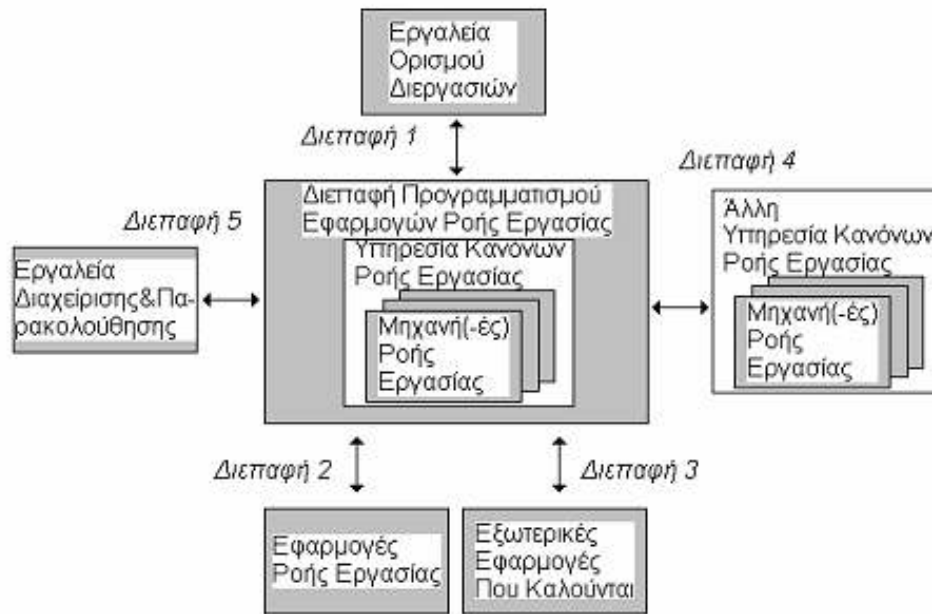 Εργαλεία
Ορισμού
Διεργασιών
Διεπαφή 1
Διεπαφή 4
Διεπαφή Προγραμματισμού
Εφαρμογών Ροής Εργασίας
Υπηρεσία Κανόνων
Ροής Εργασίας
Μηχανή(-ές)
Ροής
Εργασίας
Διεπαφή 5
Εργαλεία
Διαχείρισης&Πα-
ρακολούθησης
Άλλη
Υπηρεσία Κανόνων
Ροής Εργασίας
Μηχανή(-ές)
Ροής
Εργασίας
Διεπαφή 2
Διεπαφή 3
Εφαρμογές
Ροής Εργασίας
Εξωτερικές
Εφαρμογές
Που Καλούνται